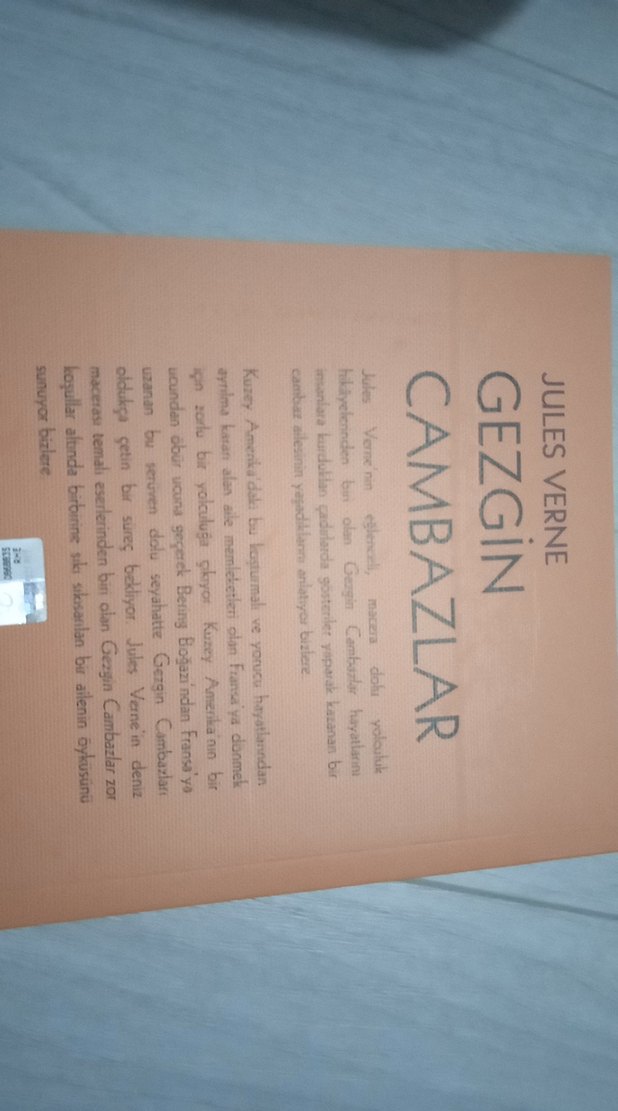 JULES VERNE
GEZGİN
CAMBAZLAR
Jules Verne'nin eğlenceli, macera dolu yolculuk
hikâyelerinden biri olan Gezgin Cambazlar hayatlarını
insanlara kurdukları çadırlarda gösteriler yaparak kazanan bir
cambaz ailesinin yaşadıklarını anlatıyor bizlere.
Kuzey Amerika'daki bu koşturmalı ve yorucu hayatlarından
ayrılma kararı alan aile memleketleri olan Fransa'ya dönmek
için zorlu bir yolculuğa çıkıyor. Kuzey Amerika'nın bir
ucundan öbür ucuna geçerek Bering Boğazı'ndan Fransa'ya
uzanan bu serüven dolu seyahatte Gezgin Cambazları
oldukça çetin bir süreç bekliyor. Jules Verne'in deniz
macerası temalı eserlerinden biri olan Gezgin Cambazlar zor
koşullar altında birbirine sıkı sıkısarılan bir ailenin öyküsünü
sunuyor bizlere.